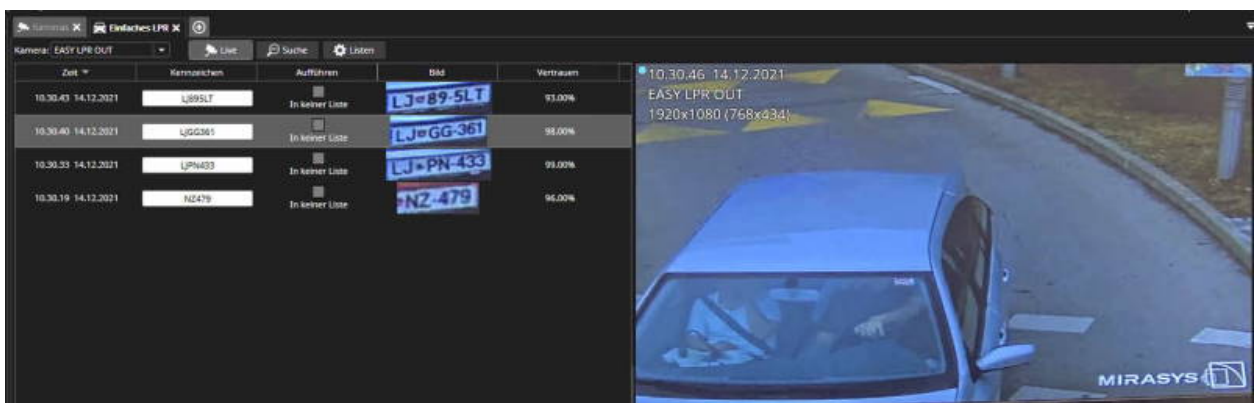 Kameras X Einfaches LPR X
Kamera: EASY LPR OUT
Live Suche Listen
Zeit Kennzeichen Aufführen Bild Vertrauen
10.30.43 14.12.2021 LJ895LT In keiner Liste LJ 89-5LT 93.00%
10.30.40 14.12.2021 LJGG361 In keiner Liste LJ GG-361 98.00%
10.30.33 14.12.2021 LJPN433 In keiner Liste LJ PN-433 99.00%
10.30.19 14.12.2021 NZ479 In keiner Liste NZ-479 96.00%
10.30.46 14.12.2021
EASY LPR OUT
1920x1080 (768x434)
MIRASYS